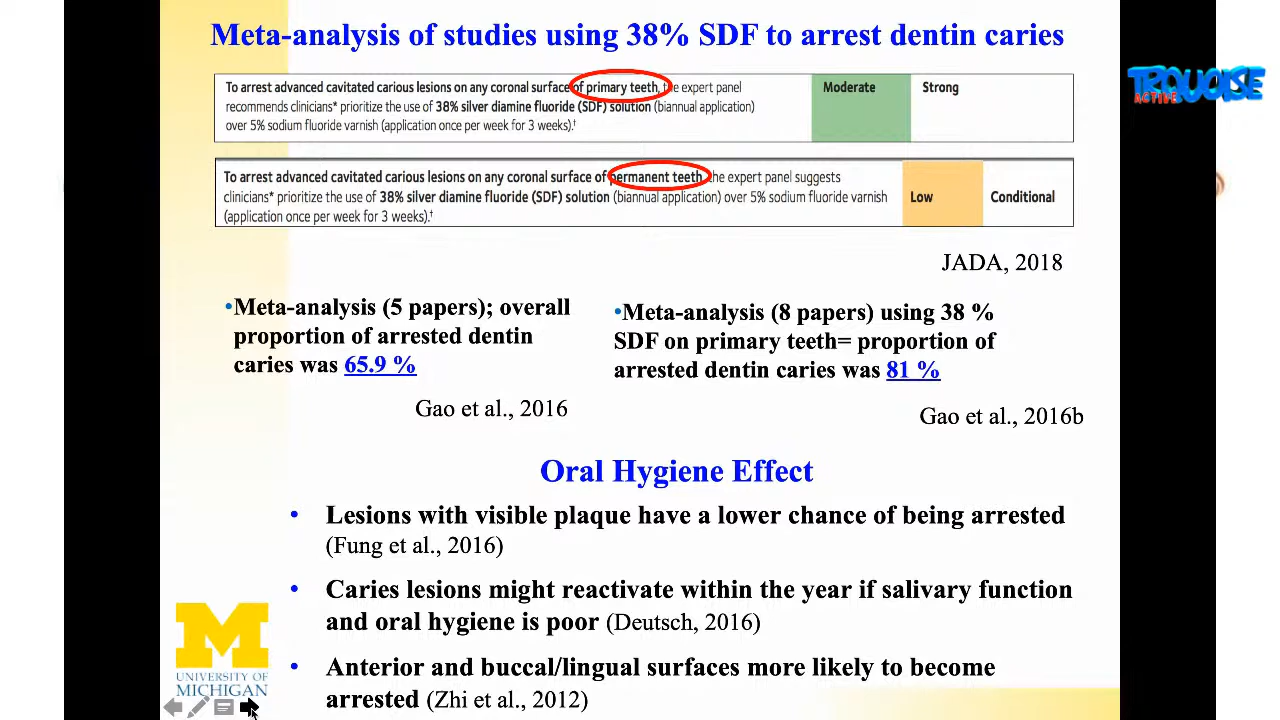 Meta-analysis of studies using 38% SDF to arrest dentin caries
TRQUOISE
ACTIVE
To arrest advanced cavitated carious lesions on any coronal surface of primary teeth, the expert panel
recommends clinicians* prioritize the use of 38% silver diamine fluoride (SDF) solution (biannual application)
over 5% sodium fluoride varnish (application once per week for 3 weeks).†
Moderate
Strong
To arrest advanced cavitated carious lesions on any coronal surface of permanent teeth, the expert panel suggests
clinicians* prioritize the use of 38% silver diamine fluoride (SDF) solution (biannual application) over 5% sodium fluoride varnish
(application once per week for 3 weeks).†
Low
Conditional
JADA, 2018
•Meta-analysis (5 papers); overall
proportion of arrested dentin
caries was 65.9 %
Gao et al., 2016
•Meta-analysis (8 papers) using 38 %
SDF on primary teeth= proportion of
arrested dentin caries was 81 %
Gao et al., 2016b
Oral Hygiene Effect
• Lesions with visible plaque have a lower chance of being arrested
(Fung et al., 2016)
• Caries lesions might reactivate within the year if salivary function
and oral hygiene is poor (Deutsch, 2016)
• Anterior and buccal/lingual surfaces more likely to become
arrested (Zhi et al., 2012)
M
UNIVERSITY OF
MICHIGAN